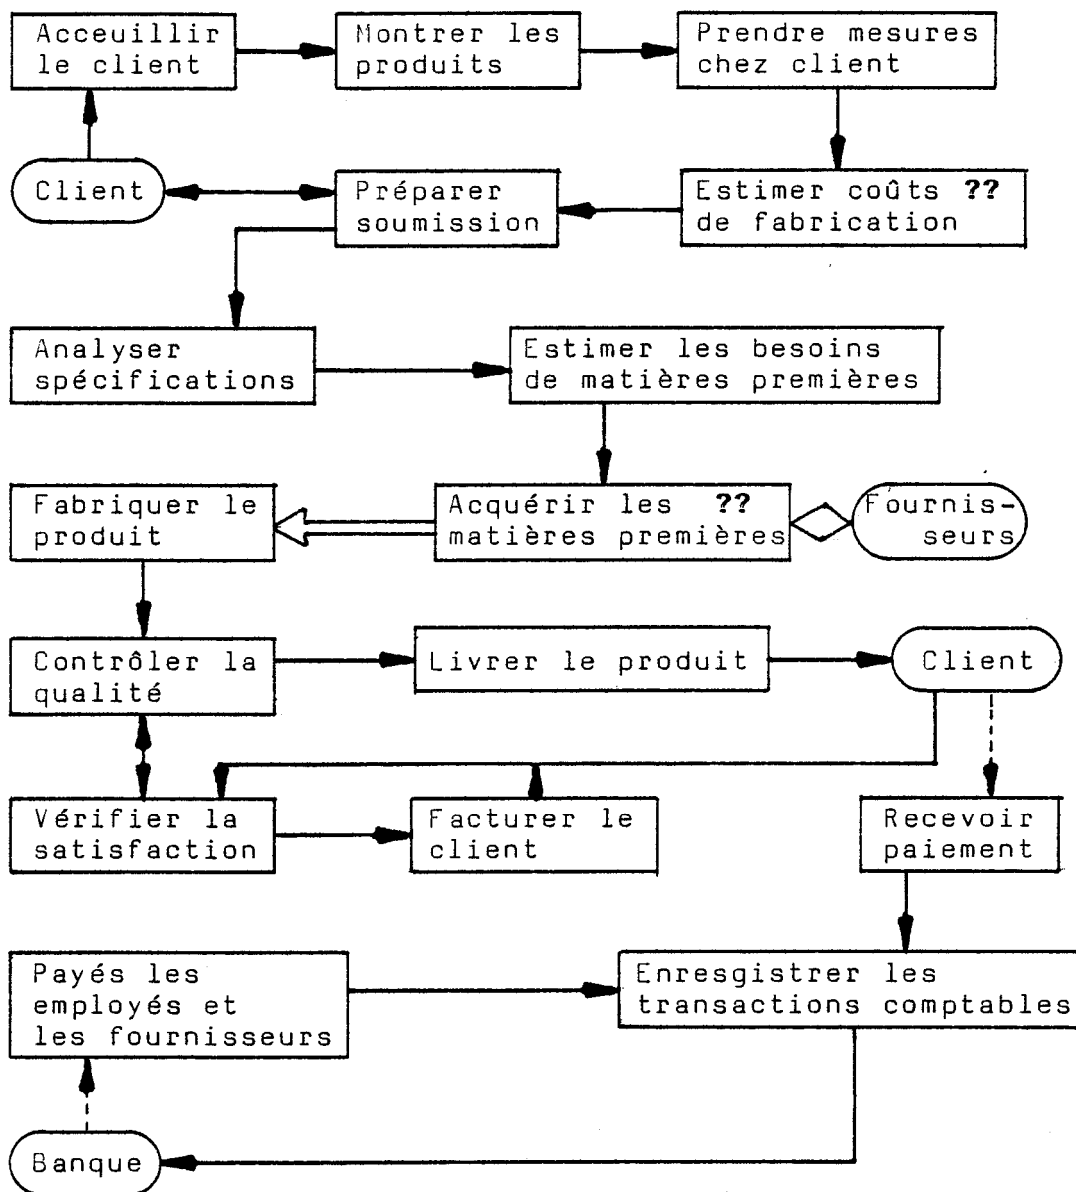 Acceuillir
le client
Montrer les
produits
Prendre mesures
chez client
Client
Préparer
soumission
Estimer coûts ??
de fabrication
Analyser
spécifications
Estimer les besoins
de matières premières
Fabriquer le
produit
Acquérir les ??
matières premières
Fournis-
seurs
Contrôler la
qualité
Livrer le produit
Client
Vérifier la
satisfaction
Facturer le
client
Recevoir
paiement
Payés les
employés et
les fournisseurs
Enresgistrer les
transactions comptables
Banque